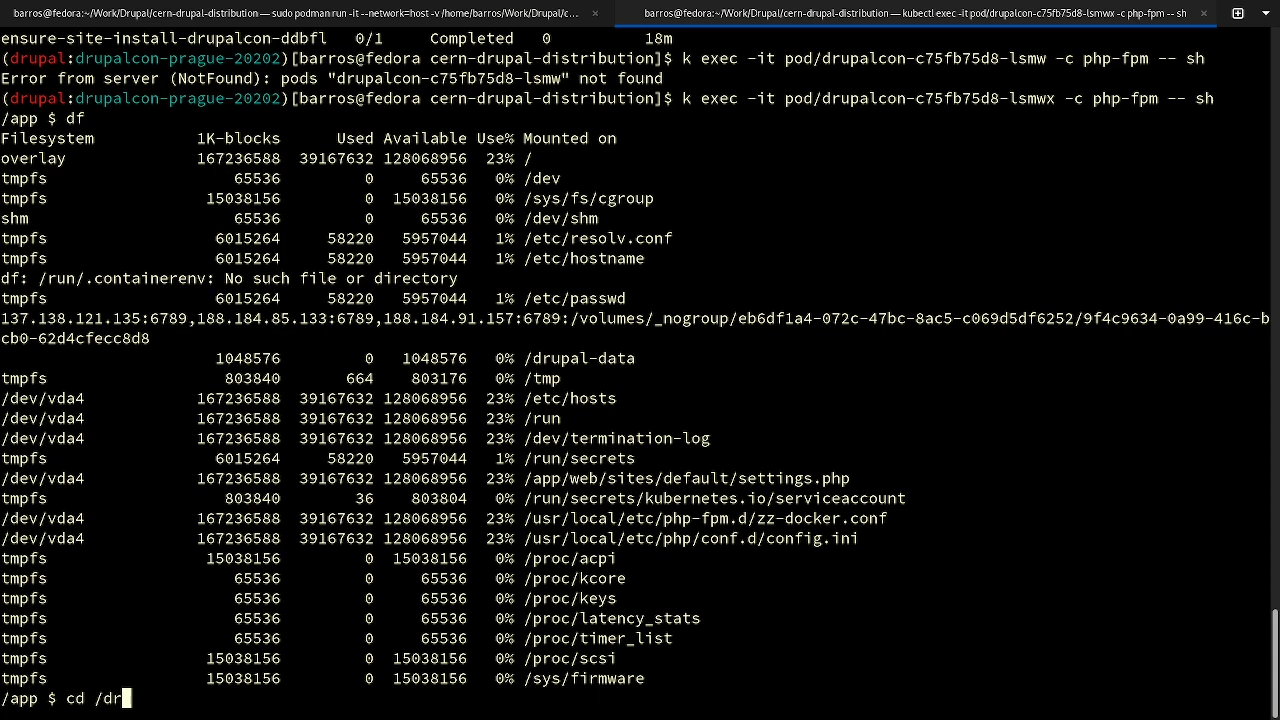 barros@fedora:~/Work/Drupal/cern-drupal-distribution — sudo podman run -it --network=host -v /home/barros/Work/Drupal/c...
barros@fedora:~/Work/Drupal/cern-drupal-distribution — kubectl exec -it pod/drupalcon-c75fb75d8-lsmwx -c php-fpm -- sh
ensure-site-install-drupalcon-ddbfl 0/1 Completed 0 18m
(drupal:drupalcon-prague-20202)[barros@fedora cern-drupal-distribution]$ k exec -it pod/drupalcon-c75fb75d8-lsmw -c php-fpm -- sh
Error from server (NotFound): pods "drupalcon-c75fb75d8-lsmw" not found
(drupal:drupalcon-prague-20202)[barros@fedora cern-drupal-distribution]$ k exec -it pod/drupalcon-c75fb75d8-lsmwx -c php-fpm -- sh
/app $ df
Filesystem 1K-blocks Used Available Use% Mounted on
overlay 167236588 39167632 128068956 23% /
tmpfs 65536 0 65536 0% /dev
tmpfs 15038156 0 15038156 0% /sys/fs/cgroup
shm 65536 0 65536 0% /dev/shm
tmpfs 6015264 58220 5957044 1% /etc/resolv.conf
tmpfs 6015264 58220 5957044 1% /etc/hostname
df: /run/.containerenv: No such file or directory
tmpfs 6015264 58220 5957044 1% /etc/passwd
137.138.121.135:6789,188.184.85.133:6789,188.184.91.157:6789:/volumes/_nogroup/eb6df1a4-072c-47bc-8ac5-c069d5df6252/9f4c9634-0a99-416c-b
cb0-62d4cfecc8d8
1048576 0 1048576 0% /drupal-data
tmpfs 803840 664 803176 0% /tmp
/dev/vda4 167236588 39167632 128068956 23% /etc/hosts
/dev/vda4 167236588 39167632 128068956 23% /run
/dev/vda4 167236588 39167632 128068956 23% /dev/termination-log
tmpfs 6015264 58220 5957044 1% /run/secrets
/dev/vda4 167236588 39167632 128068956 23% /app/web/sites/default/settings.php
tmpfs 803840 36 803804 0% /run/secrets/kubernetes.io/serviceaccount
/dev/vda4 167236588 39167632 128068956 23% /usr/local/etc/php-fpm.d/zz-docker.conf
/dev/vda4 167236588 39167632 128068956 23% /usr/local/etc/php/conf.d/config.ini
tmpfs 15038156 0 15038156 0% /proc/acpi
tmpfs 65536 0 65536 0% /proc/kcore
tmpfs 65536 0 65536 0% /proc/keys
tmpfs 65536 0 65536 0% /proc/latency_stats
tmpfs 65536 0 65536 0% /proc/timer_list
tmpfs 15038156 0 15038156 0% /proc/scsi
tmpfs 15038156 0 15038156 0% /sys/firmware
/app $ cd /dr